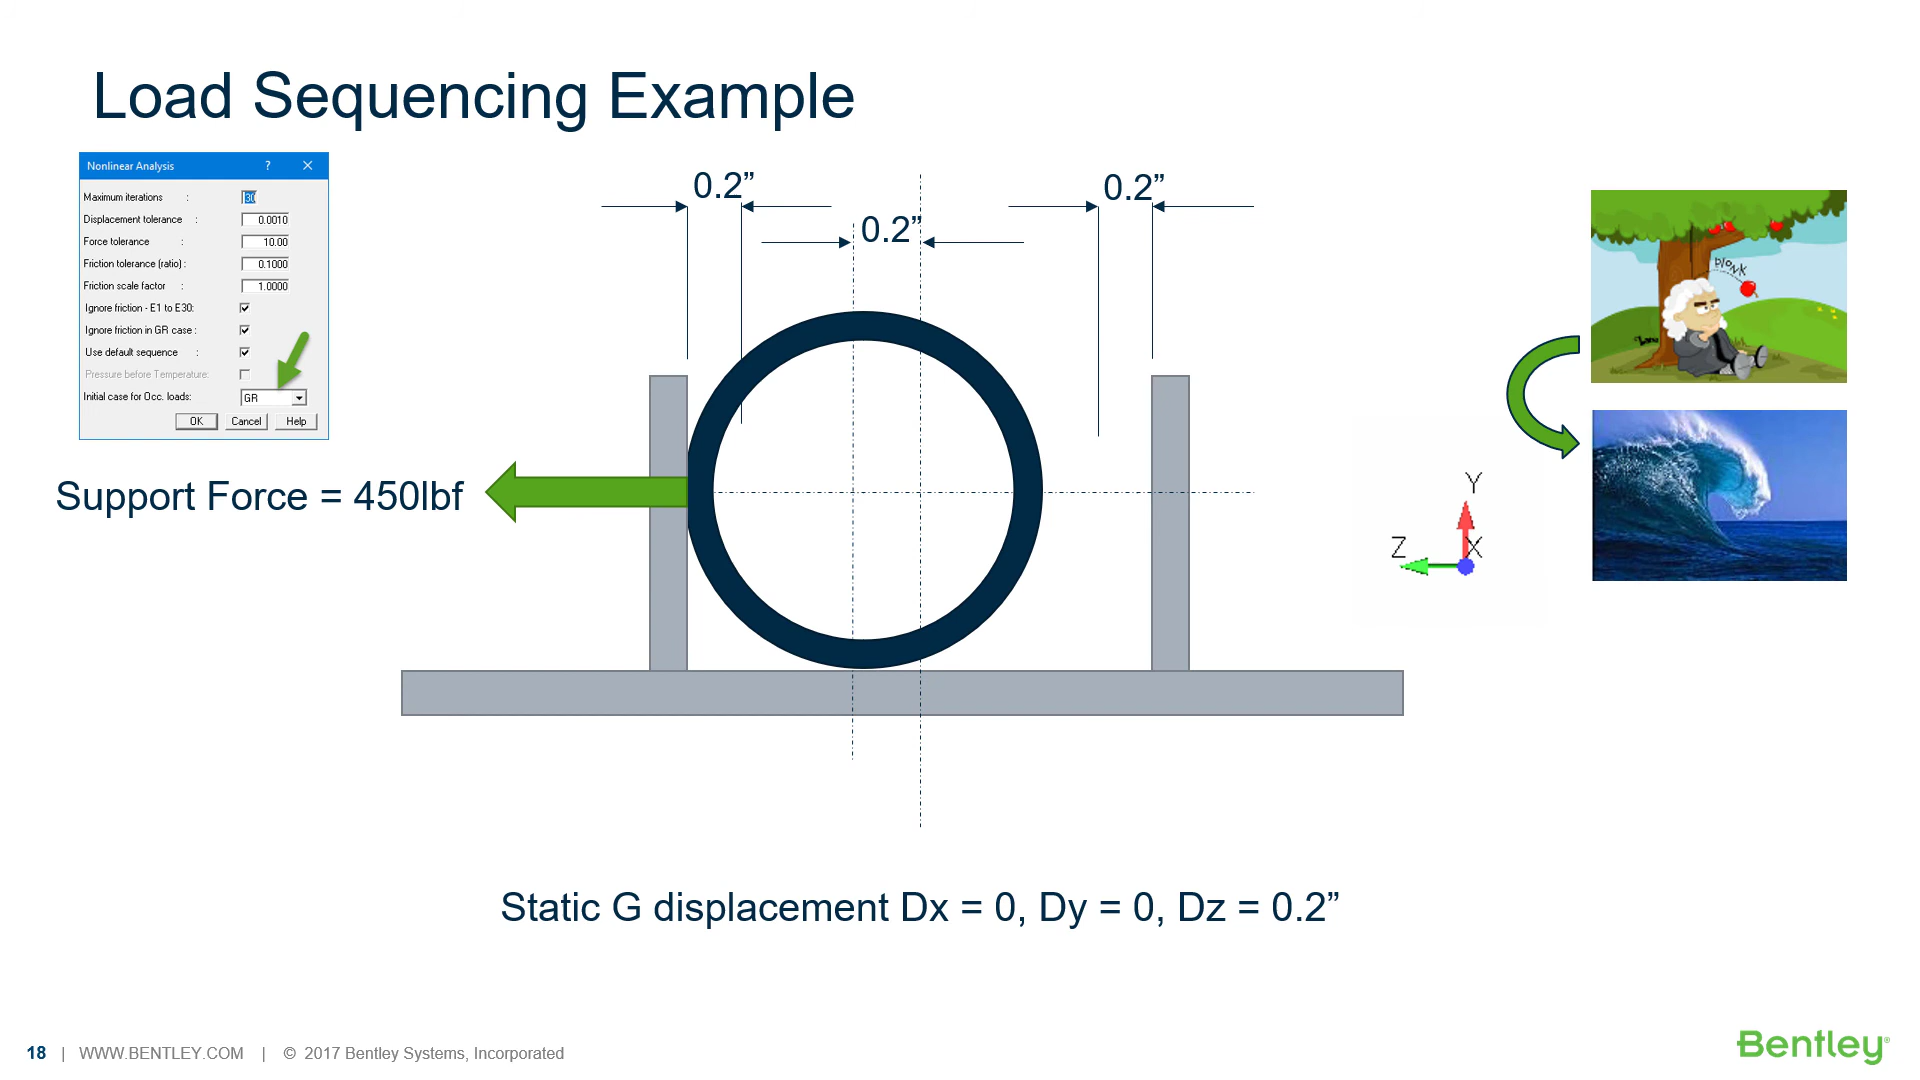 Load Sequencing Example
Nonlinear Analysis ? ×
Maximum iterations : 30
Displacement tolerance : 0.0010
Force tolerance : 10.00
Friction tolerance (ratio) : 0.1000
Friction scale factor : 1.0000
Ignore friction - E1 to E30:
Ignore friction in GR case :
Use default sequence :
Pressure before Temperature:
Initial case for Occ. loads: GR
OK Cancel Help
0.2”
0.2”
0.2”
plonk
Support Force = 450lbf
Y
Z X
Static G displacement Dx = 0, Dy = 0, Dz = 0.2”
18 | WWW.BENTLEY.COM | © 2017 Bentley Systems, Incorporated
Bentley®